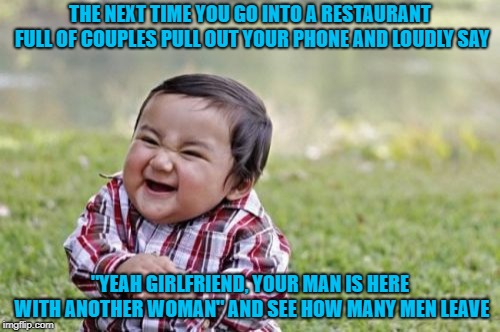 THE NEXT TIME YOU GO INTO A RESTAURANT
FULL OF COUPLES PULL OUT YOUR PHONE AND LOUDLY SAY
"YEAH GIRLFRIEND, YOUR MAN IS HERE
WITH ANOTHER WOMAN" AND SEE HOW MANY MEN LEAVE
imgflip.com